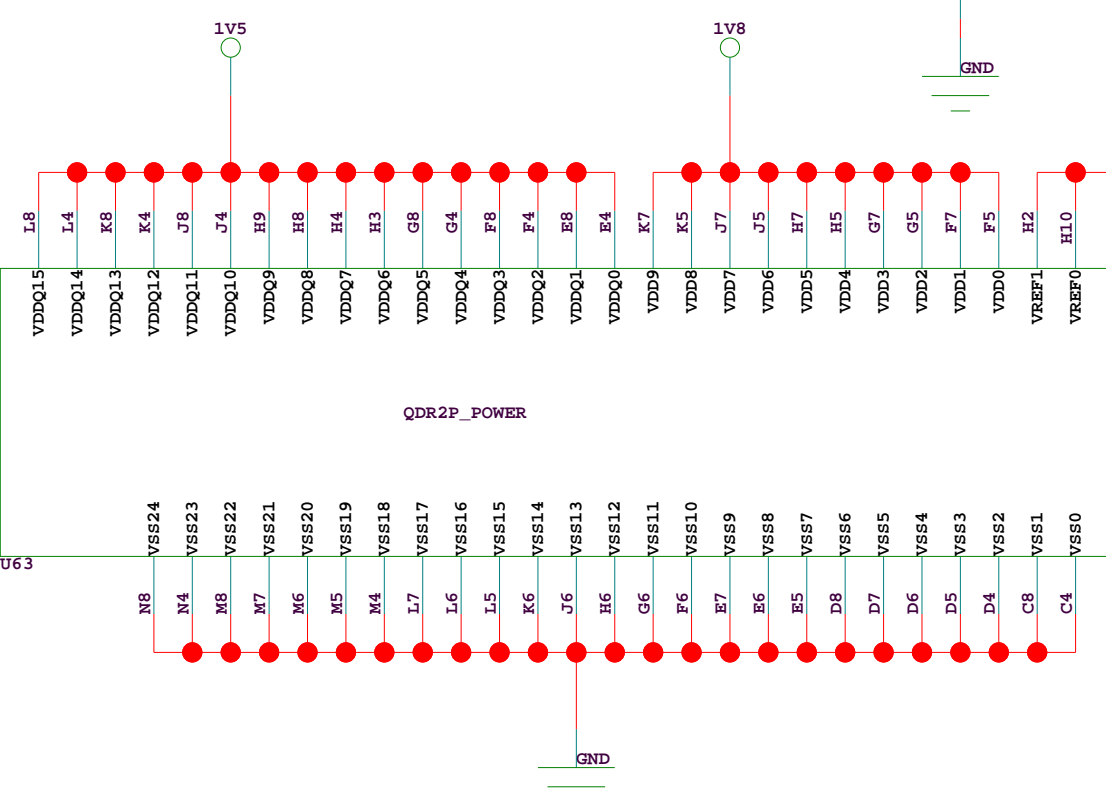 1V5
1V8
GND
L8
L4
K8
K4
J8
J4
H9
H8
H4
H3
G8
G4
F8
F4
E8
E4
K7
K5
J7
J5
H7
H5
G7
G5
F7
F5
H2
H10
VDDQ15
VDDQ14
VDDQ13
VDDQ12
VDDQ11
VDDQ10
VDDQ9
VDDQ8
VDDQ7
VDDQ6
VDDQ5
VDDQ4
VDDQ3
VDDQ2
VDDQ1
VDDQ0
VDD9
VDD8
VDD7
VDD6
VDD5
VDD4
VDD3
VDD2
VDD1
VDD0
VREF1
VREF0
QDR2P_POWER
VSS24
VSS23
VSS22
VSS21
VSS20
VSS19
VSS18
VSS17
VSS16
VSS15
VSS14
VSS13
VSS12
VSS11
VSS10
VSS9
VSS8
VSS7
VSS6
VSS5
VSS4
VSS3
VSS2
VSS1
VSS0
U63
N8
N4
M8
M7
M6
M5
M4
L7
L6
L5
K6
J6
H6
G6
F6
E7
E6
E5
D8
D7
D6
D5
D4
C8
C4
GND